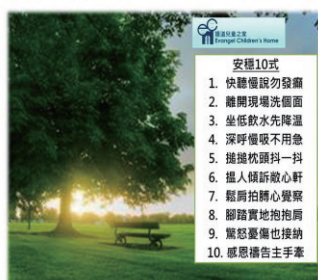 播道兒童之家
Evangel Children's Home
安穩10式
1. 快聽慢說勿發癲
2. 離開現場洗個面
3. 坐低飲水先降温
4. 深呼慢吸不用急
5. 搥搥枕頭抖一抖
6. 搵人傾訴敞心軒
7. 鬆肩拍膊心覺察
8. 腳踏實地抱抱肩
9. 驚怒憂傷也接納
10. 感恩禱告主手牽